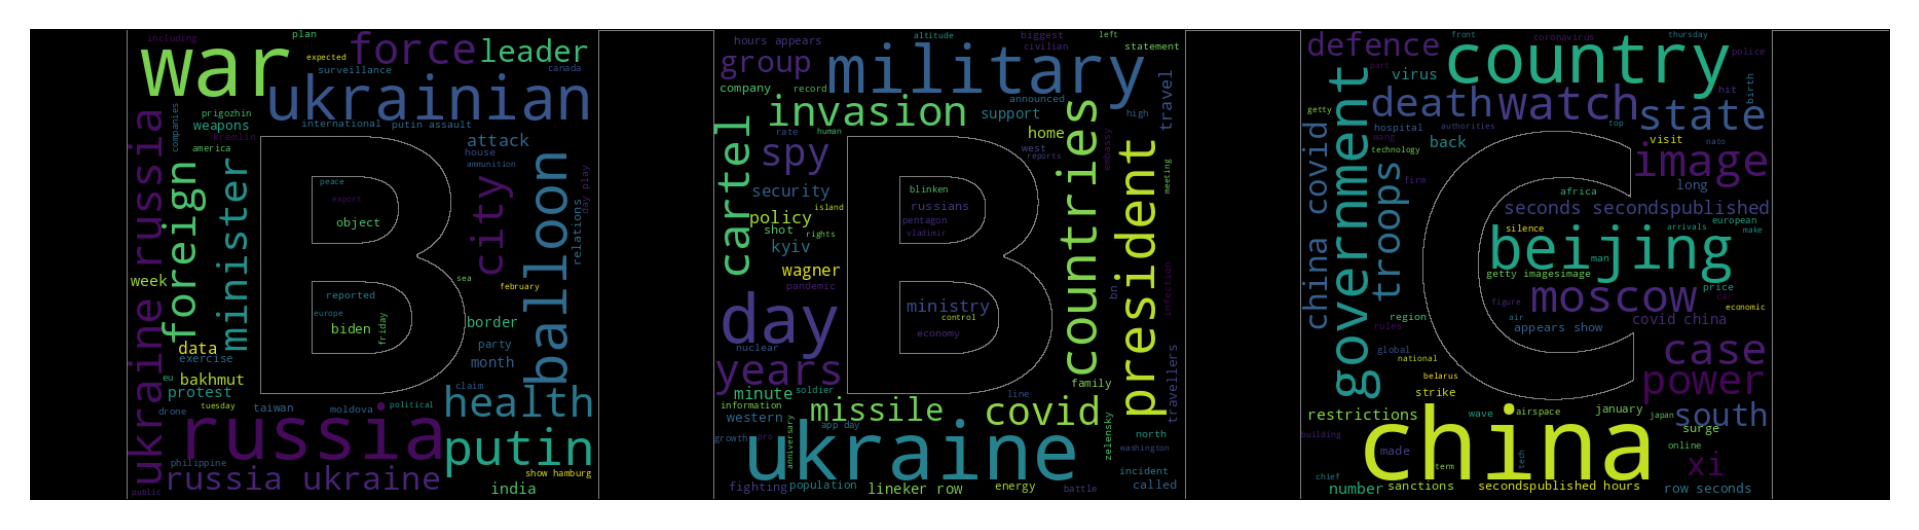 including
plan
war
force
leader
expected
surveillance
canada
ukrainian
companies
prigozhin
weapons
international
putin assault
kremlin
america
attack
house
ammunition
russia
foreign
minister
peace
export
object
city
balloon
relations
day play
week
sea
february
reported
europe
biden
friday
border
party
month
data
exercise
eu
bakhmut
protest
claim
tuesday
drone
taiwan
moldova
political
health
ukraine
russia
putin
philippine
russia ukraine
show hamburg
india
public
B
hours appears
altitude
biggest
civilian
left
statement
group
military
travel
company
record
announced
invasion
support
high
rate
human
home
cartel
spy
west
reports
countries
embassy
president
meeting
security
blinken
island
russians
policy
pentagon
shot
rights
vladimir
kyiv
wagner
pandemic
bn
infection
day
ministry
control
economy
nuclear
years
travellers
minute
soldier
line
family
information
western
missile
covid
zelensky
growth
pro
anniversary
app day
ukraine
north
washington
incident
fighting
population
lineker row
energy
battle
called
B
front
coronavirus
thursday
defence
country
police
part
virus
birth
getty
government
death
watch
hit
state
hospital
authorities
top
wang
back
visit
nato
technology
image
china covid
troops
firm
long
africa
seconds secondspublished
european
silence
arrivals
make
beijing
man
getty imagesimage
price
moscow
car
figure
economic
region
air
covid china
rules
appears show
global
national
case
belarus
power
strike
restrictions
wave
airspace
january
japan
south
surge
building
china
made
online
term
tech
xi
chief
number
sanctions
secondspublished hours
row seconds
C